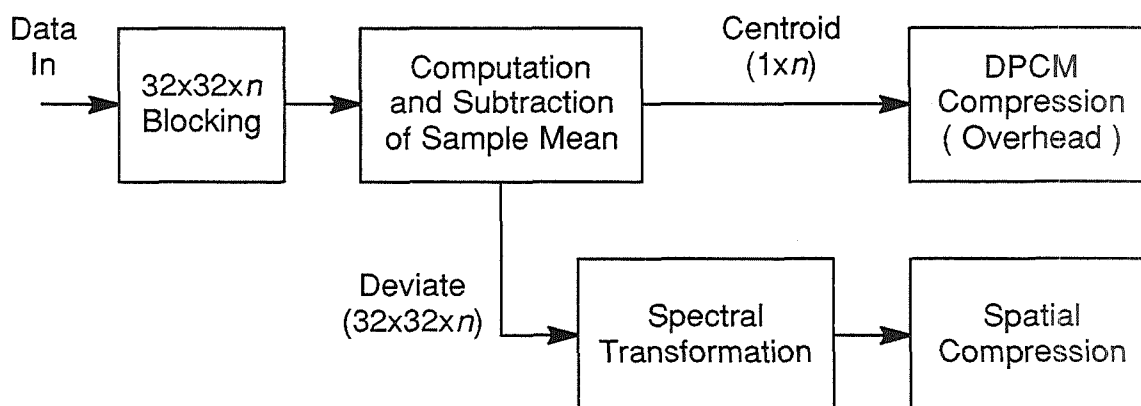 Data
In
32x32xn
Blocking
Computation
and Subtraction
of Sample Mean
Centroid
(1xn)
DPCM
Compression
( Overhead )
Deviate
(32x32xn)
Spectral
Transformation
Spatial
Compression